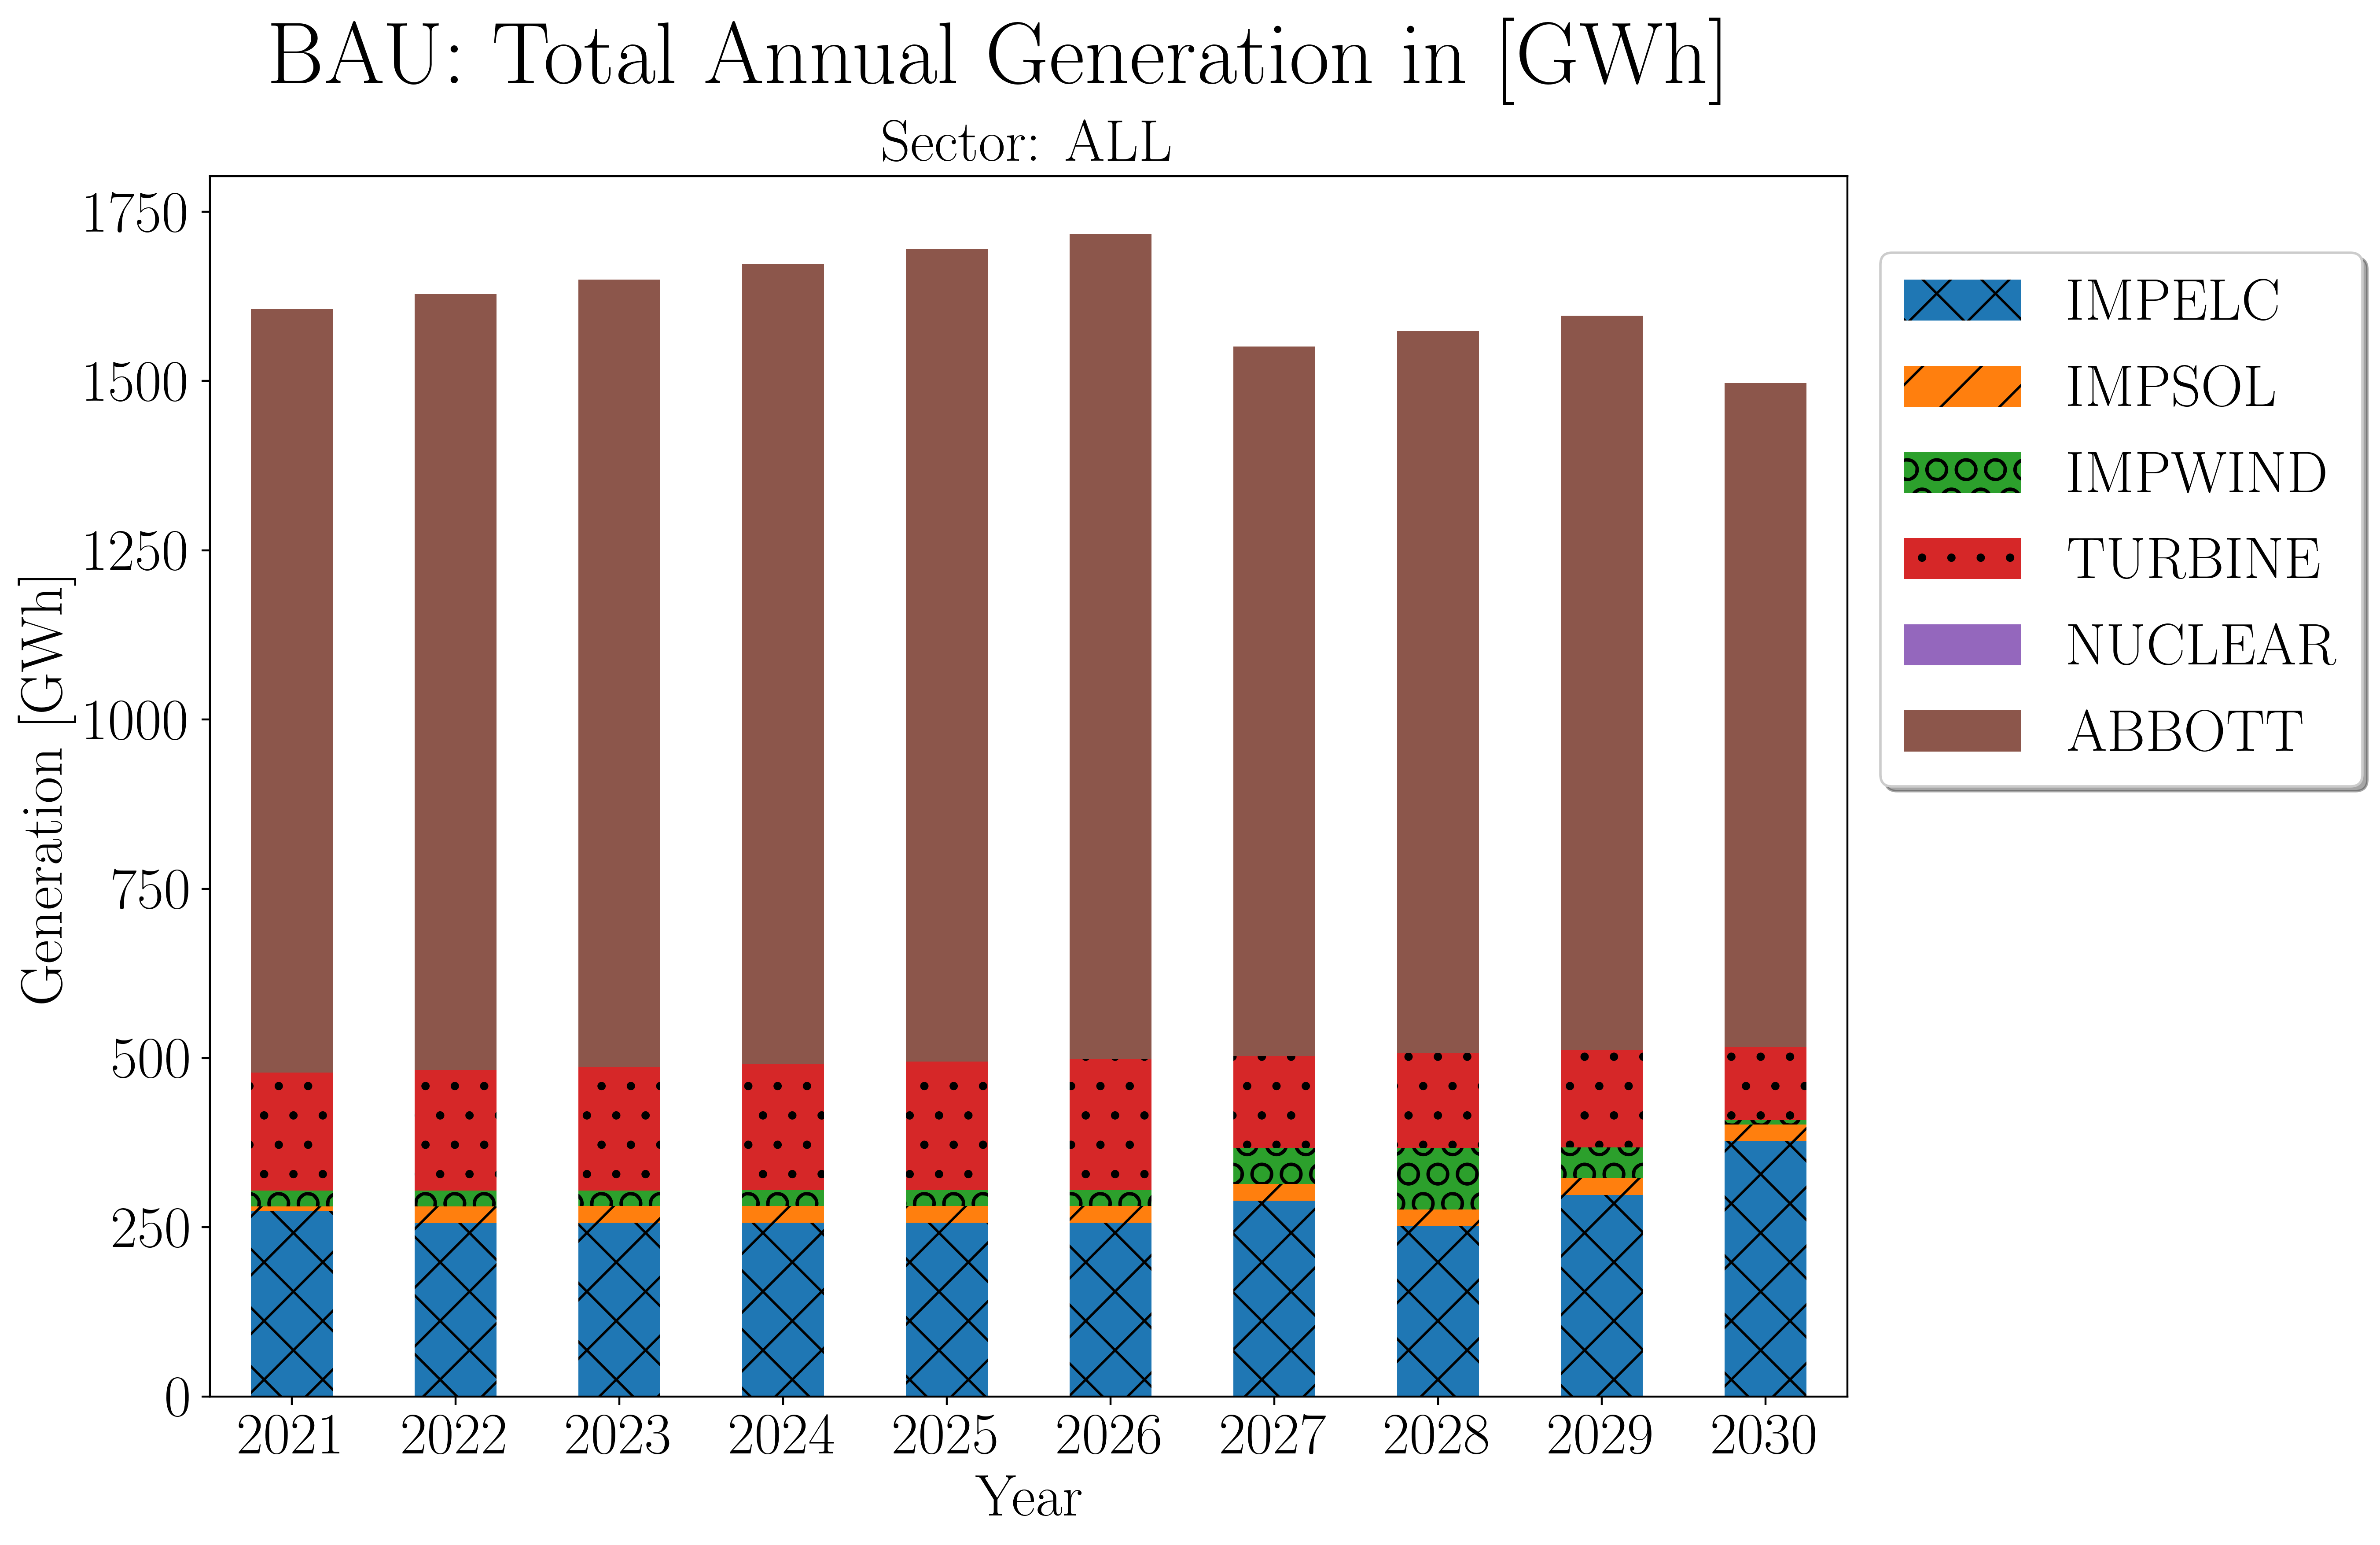 BAU: Total Annual Generation in [GWh]
Sector: ALL
Generation [GWh]
1750
1500
1250
1000
750
500
250
0
2021 2022 2023 2024 2025 2026 2027 2028 2029 2030
Year
IMPELC
IMPSOL
IMPWIND
TURBINE
NUCLEAR
ABBOTT